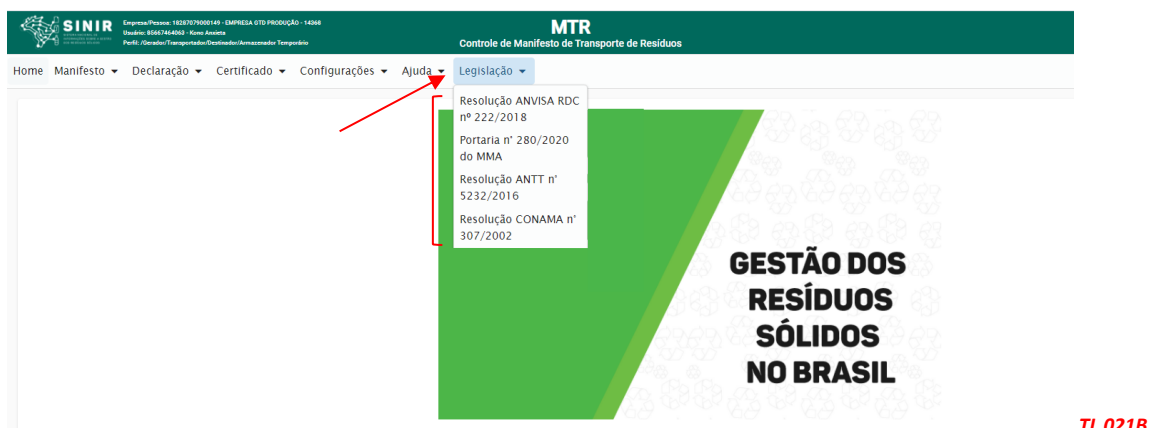 SINIR
Empresa/Pessoa: 18287079000149 - EMPRESA GTD PRODUÇÃO - 14368
Usuário: 85667464063 - Kono Anzieta
Perfil: /Gerador/Transportador/Destinador/Armazenador Temporário
MTR
Controle de Manifesto de Transporte de Resíduos
Home Manifesto Declaração Certificado Configurações Ajuda Legislação
Resolução ANVISA RDC
nº 222/2018
Portaria n° 280/2020
do MMA
Resolução ANTT n°
5232/2016
Resolução CONAMA n°
307/2002
GESTÃO DOS
RESÍDUOS
SÓLIDOS
NO BRASIL